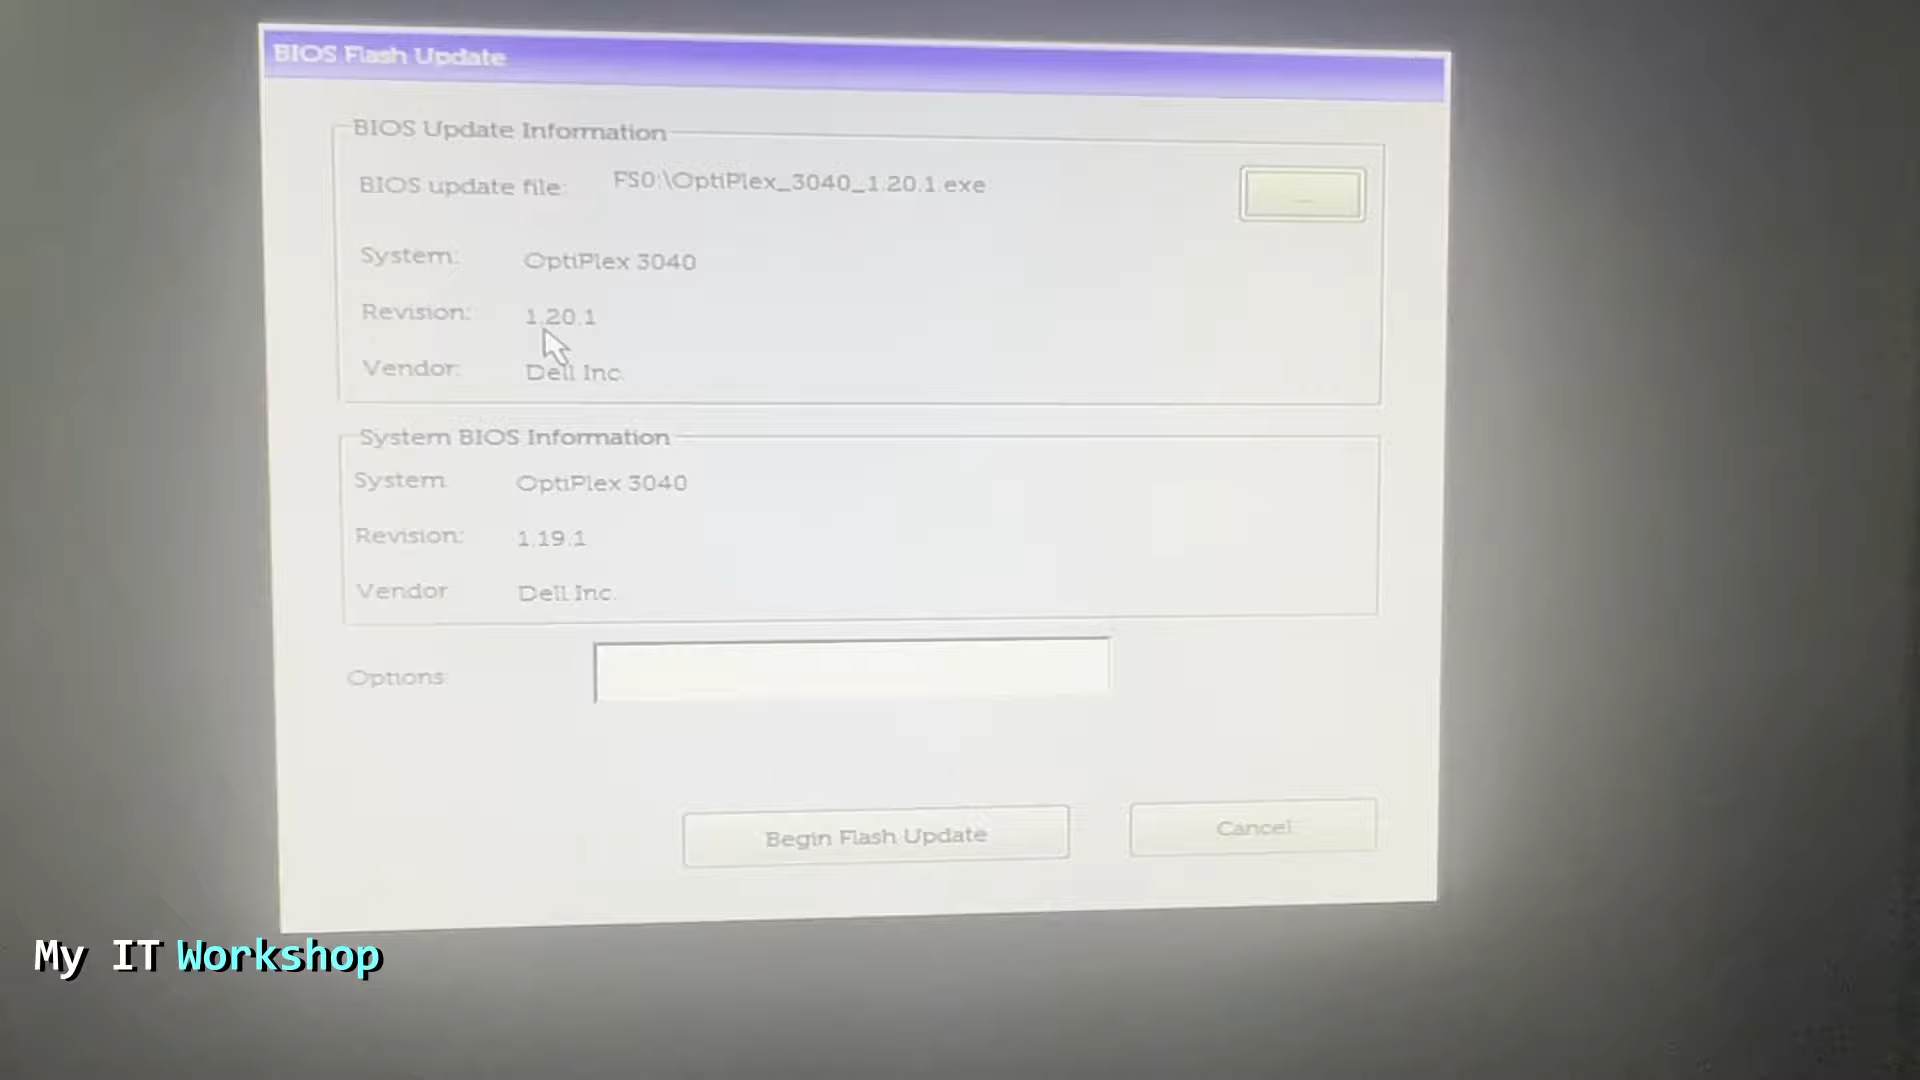 BIOS Flash Update
BIOS Update Information
BIOS update file: FS0:\OptiPlex_3040_1.20.1.exe
...
System: OptiPlex 3040
Revision: 1.20.1
Vendor: Dell Inc.
System BIOS Information
System: OptiPlex 3040
Revision: 1.19.1
Vendor: Dell Inc.
Options:
Begin Flash Update Cancel
My IT Workshop